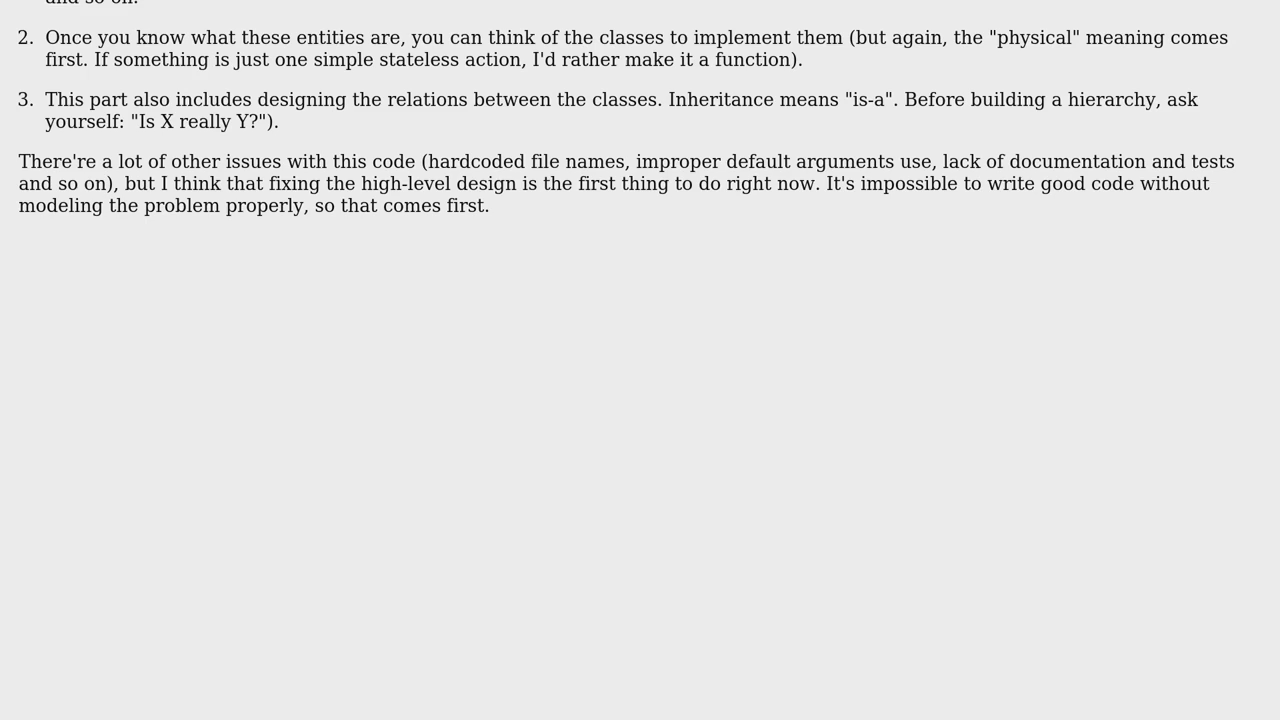 and so on.
2. Once you know what these entities are, you can think of the classes to implement them (but again, the "physical" meaning comes
first. If something is just one simple stateless action, I'd rather make it a function).
3. This part also includes designing the relations between the classes. Inheritance means "is-a". Before building a hierarchy, ask
yourself: "Is X really Y?").
There're a lot of other issues with this code (hardcoded file names, improper default arguments use, lack of documentation and tests
and so on), but I think that fixing the high-level design is the first thing to do right now. It's impossible to write good code without
modeling the problem properly, so that comes first.